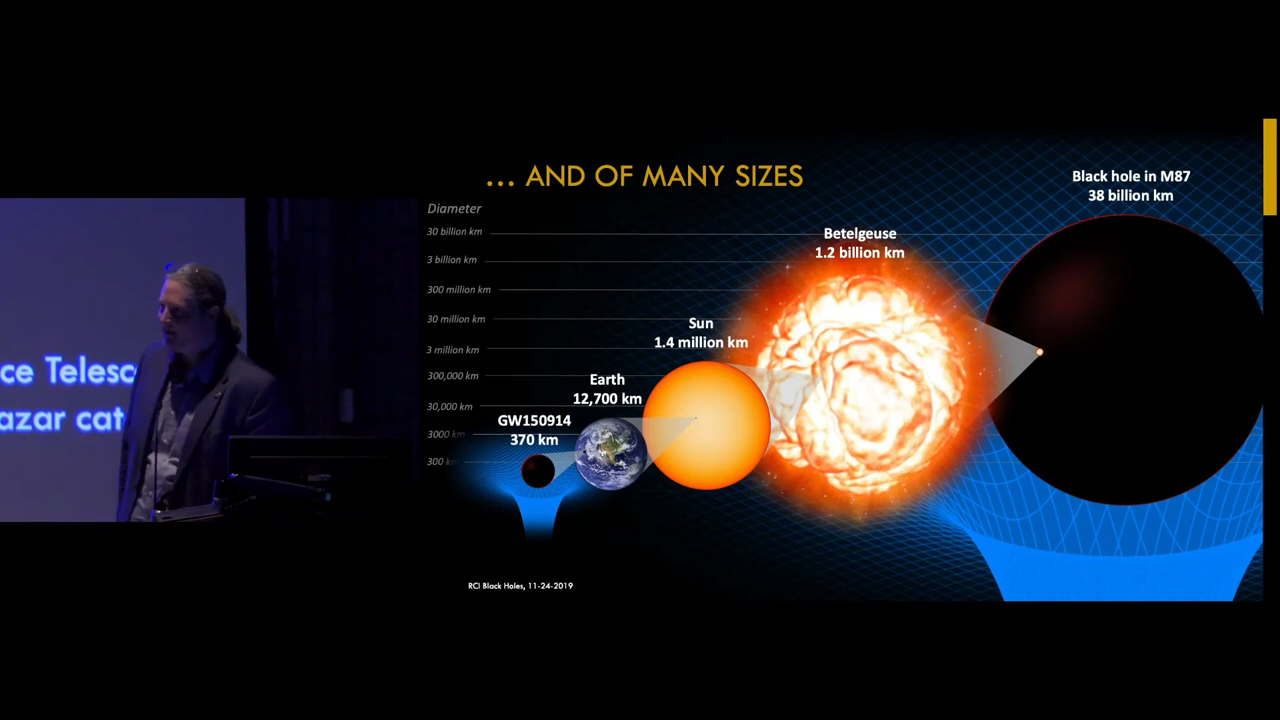 … AND OF MANY SIZES
Diameter
30 billion km
3 billion km
300 million km
30 million km
3 million km
300,000 km
30,000 km
3000 km
300 km
GW150914
370 km
Earth
12,700 km
Sun
1.4 million km
Betelgeuse
1.2 billion km
Black hole in M87
38 billion km
ce Telesc
azar cat
RCI Black Holes, 11-24-2019